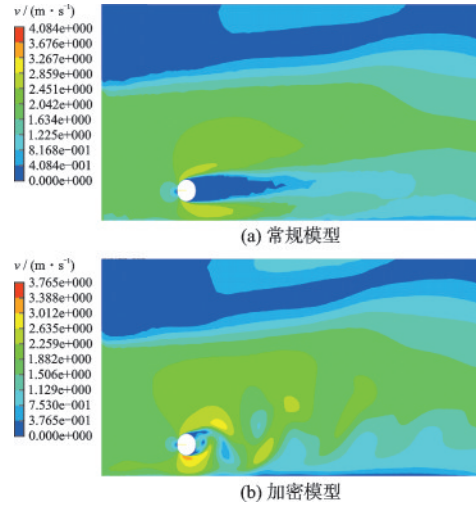 v / (m · s⁻¹)
4.084e+000
3.676e+000
3.267e+000
2.859e+000
2.451e+000
2.042e+000
1.634e+000
1.225e+000
8.168e−001
4.084e−001
0.000e+000
(a) 常规模型
v / (m · s⁻¹)
3.765e+000
3.388e+000
3.012e+000
2.635e+000
2.259e+000
1.882e+000
1.506e+000
1.129e+000
7.530e−001
3.765e−001
0.000e+000
(b) 加密模型